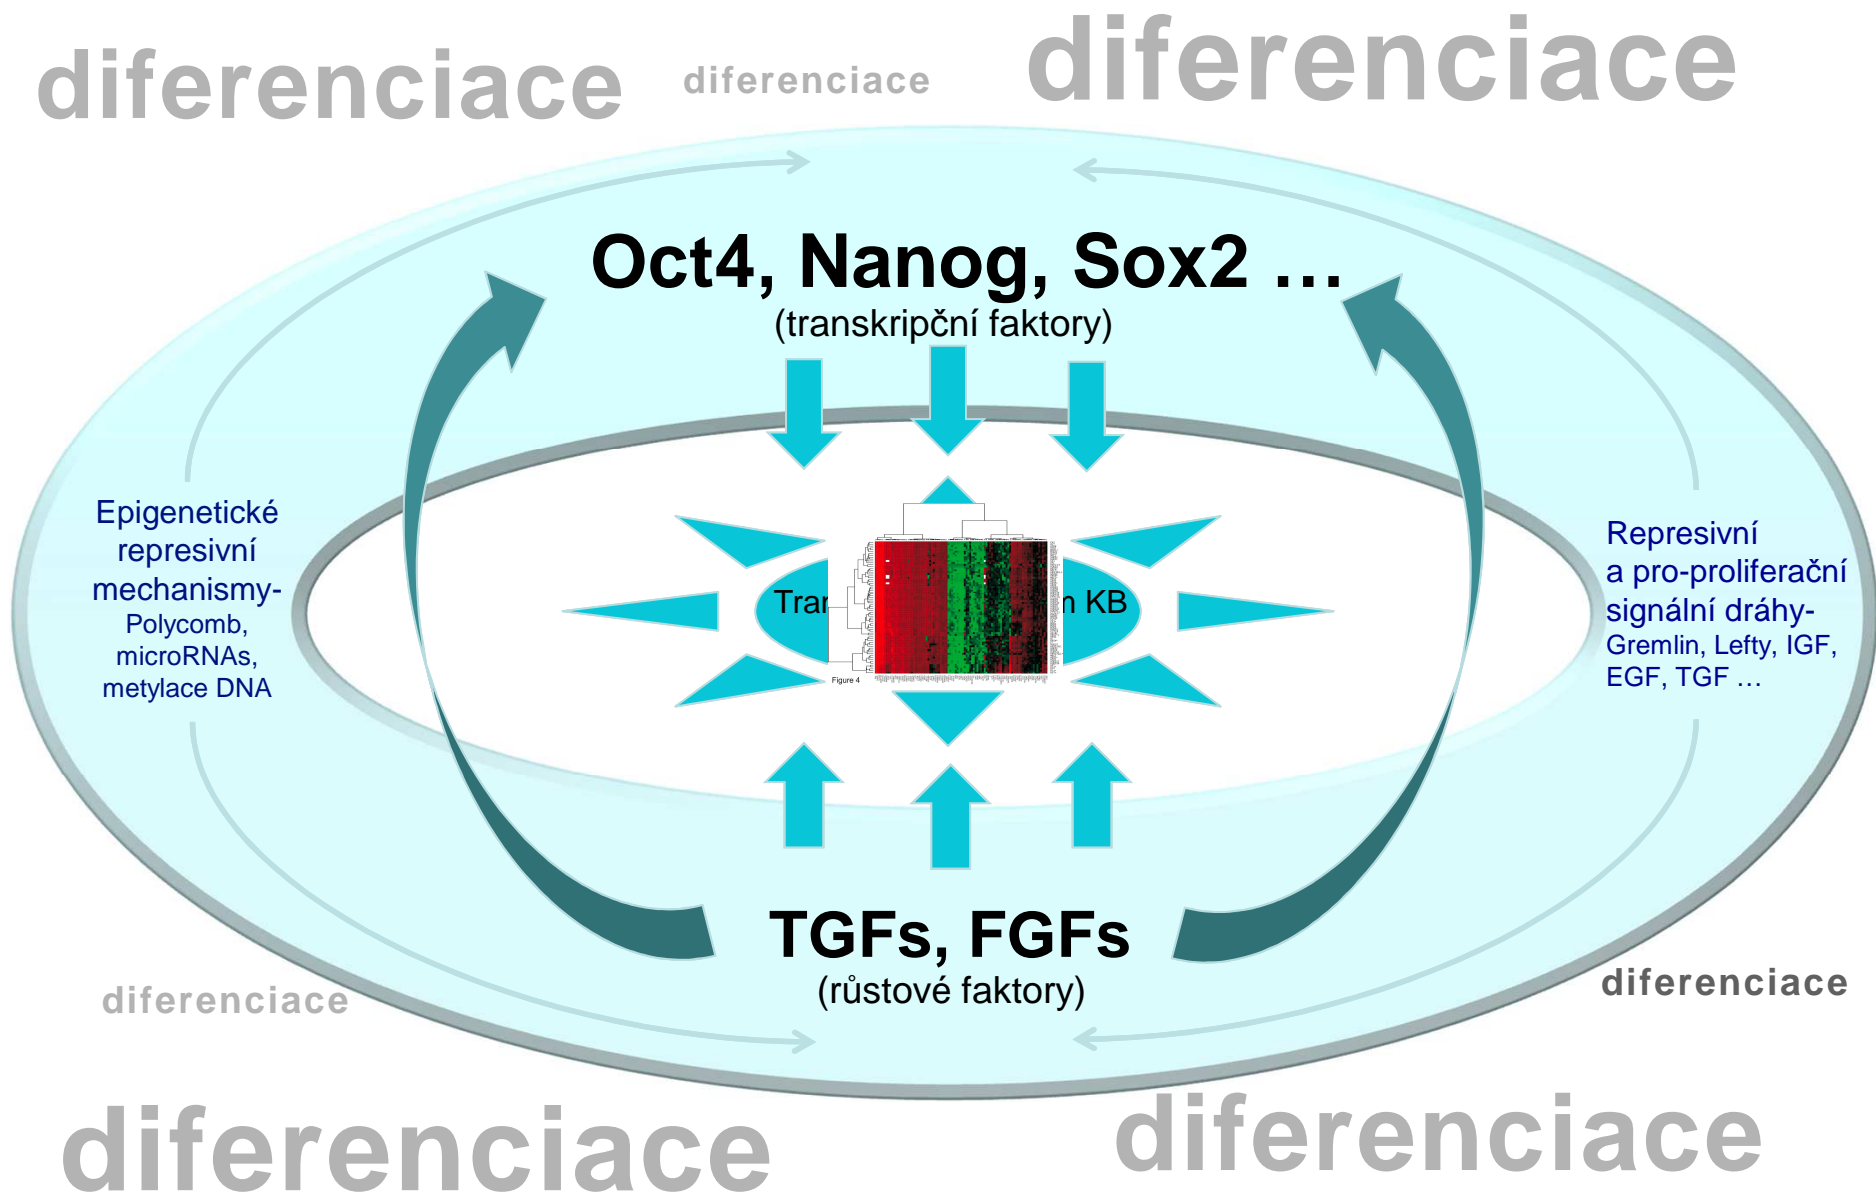 diferenciace
diferenciace
diferenciace
Oct4, Nanog, Sox2 …
(transkripční faktory)
Epigenetické
represivní
mechanismy-
Polycomb,
microRNAs,
metylace DNA
KB
Figure 4
Represivní
a pro-proliferační
signální dráhy-
Gremlin, Lefty, IGF,
EGF, TGF …
TGFs, FGFs
(růstové faktory)
diferenciace
diferenciace
diferenciace
diferenciace